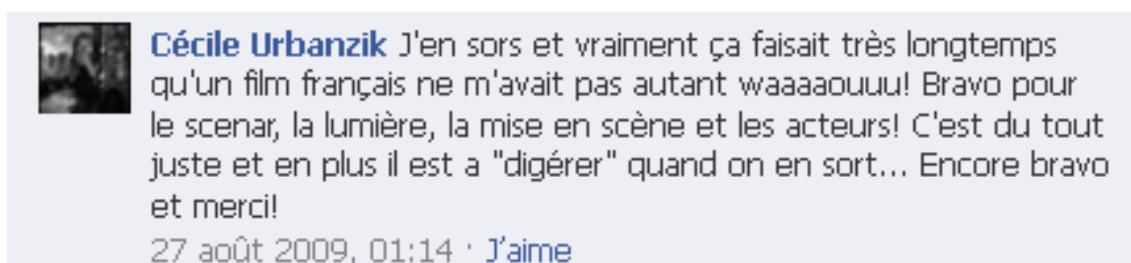 Cécile Urbanzik J'en sors et vraiment ça faisait très longtemps
qu'un film français ne m'avait pas autant waaaaouuu! Bravo pour
le scenar, la lumière, la mise en scène et les acteurs! C'est du tout
juste et en plus il est a "digérer" quand on en sort... Encore bravo
et merci!
27 août 2009, 01:14 · J'aime